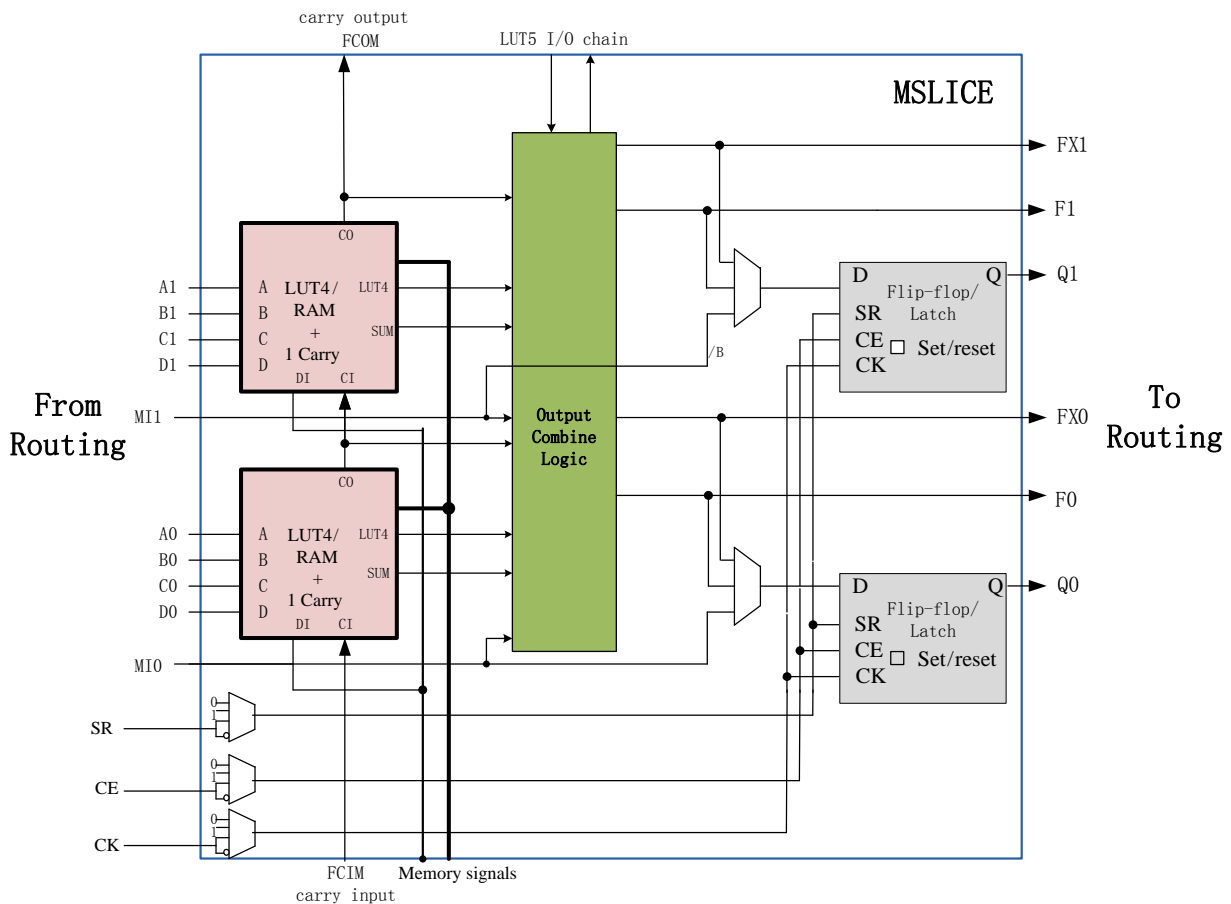 carry output
FCOM
LUT5 I/O chain
MSLICE
FX1
F1
CO
A1
B1
C1
D1
A
B
C
D
LUT4/
RAM
+
1 Carry
LUT4
SUM
DI
CI
D
Q
Q1
Flip-flop/
Latch
SR
CE
CK
Set/reset
/B
From
Routing
MI1
Output
Combine
Logic
FX0
To
Routing
CO
F0
A0
B0
C0
D0
A
B
C
D
LUT4/
RAM
+
1 Carry
LUT4
SUM
DI
CI
D
Q
Q0
Flip-flop/
Latch
SR
CE
CK
Set/reset
MI0
0
1
SR
0
1
CE
0
1
CK
FCIM
carry input
Memory signals